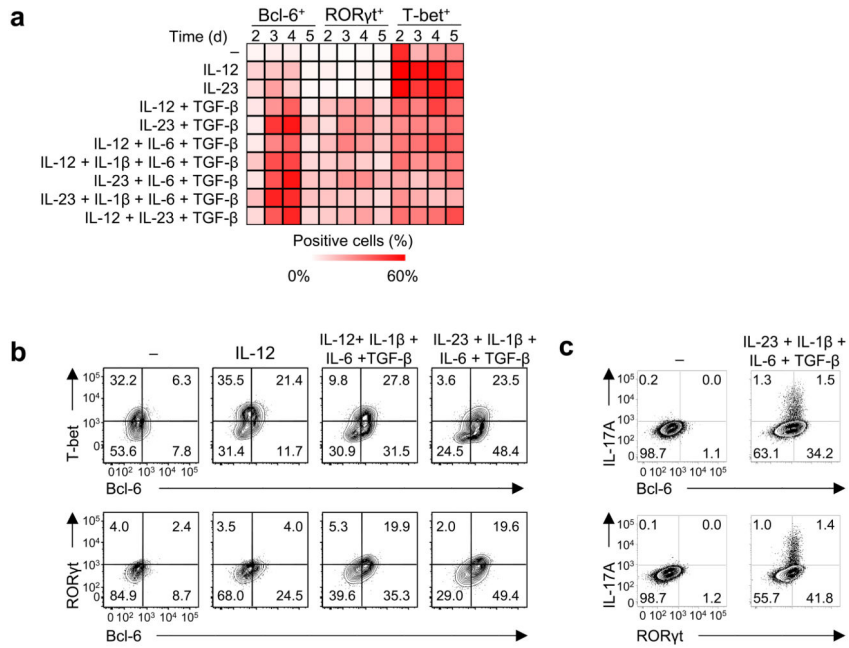 a
Bcl-6⁺ RORγt⁺ T-bet⁺
Time (d) 2 3 4 5 2 3 4 5 2 3 4 5
–
IL-12
IL-23
IL-12 + TGF-β
IL-23 + TGF-β
IL-12 + IL-6 + TGF-β
IL-12 + IL-1β + IL-6 + TGF-β
IL-23 + IL-6 + TGF-β
IL-23 + IL-1β + IL-6 + TGF-β
IL-12 + IL-23 + TGF-β
Positive cells (%)
0% 60%
b
–
IL-12
IL-12+ IL-1β +
IL-6 +TGF-β
IL-23 + IL-1β +
IL-6 + TGF-β
T-bet
10⁵
10⁴
10³
0
32.2 6.3
53.6 7.8
35.5 21.4
31.4 11.7
9.8 27.8
30.9 31.5
3.6 23.5
24.5 48.4
0 10² 10³ 10⁴ 10⁵
Bcl-6
RORγt
10⁵
10⁴
10³
10²
0
4.0 2.4
84.9 8.7
3.5 4.0
68.0 24.5
5.3 19.9
39.6 35.3
2.0 19.6
29.0 49.4
0 10² 10³ 10⁴ 10⁵
Bcl-6
c
–
IL-23 + IL-1β +
IL-6 + TGF-β
IL-17A
10⁵
10⁴
10³
10²
0
0.2 0.0
98.7 1.1
1.3 1.5
63.1 34.2
0 10² 10³ 10⁴ 10⁵
Bcl-6
IL-17A
10⁵
10⁴
10³
10²
0
0.1 0.0
98.7 1.2
1.0 1.4
55.7 41.8
0 10² 10³ 10⁴ 10⁵
RORγt